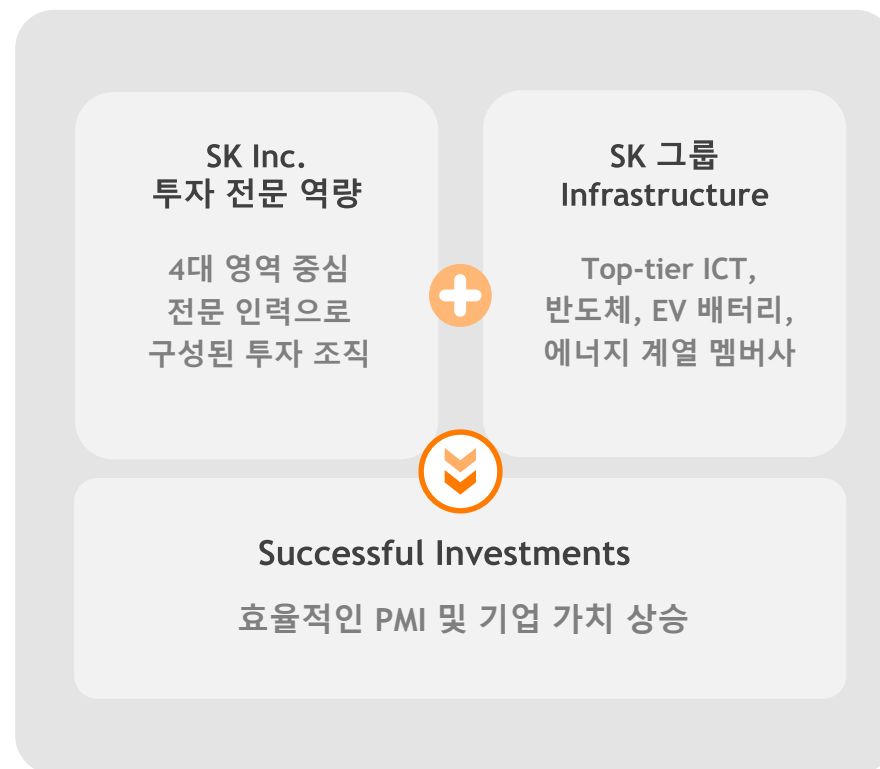 SK Inc.
투자 전문 역량
4대 영역 중심
전문 인력으로
구성된 투자 조직
SK 그룹
Infrastructure
Top-tier ICT,
반도체, EV 배터리,
에너지 계열 멤버사
Successful Investments
효율적인 PMI 및 기업 가치 상승